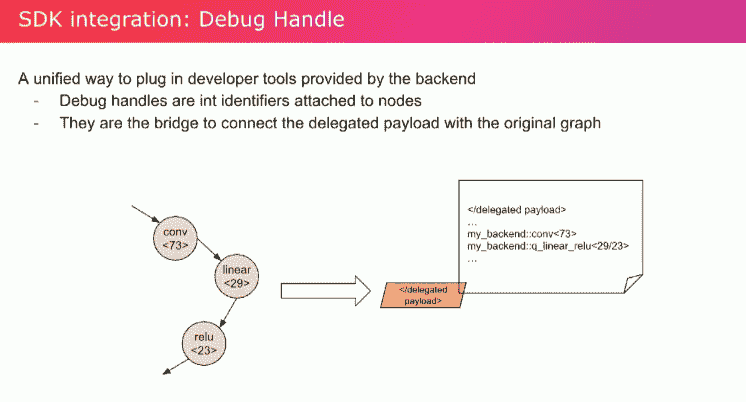 SDK integration: Debug Handle
A unified way to plug in developer tools provided by the backend
- Debug handles are int identifiers attached to nodes
- They are the bridge to connect the delegated payload with the original graph
conv
<73>
linear
<29>
relu
<23>
</delegated
payload>
</delegated payload>
...
my_backend::conv<73>
my_backend::q_linear_relu<29/23>
...